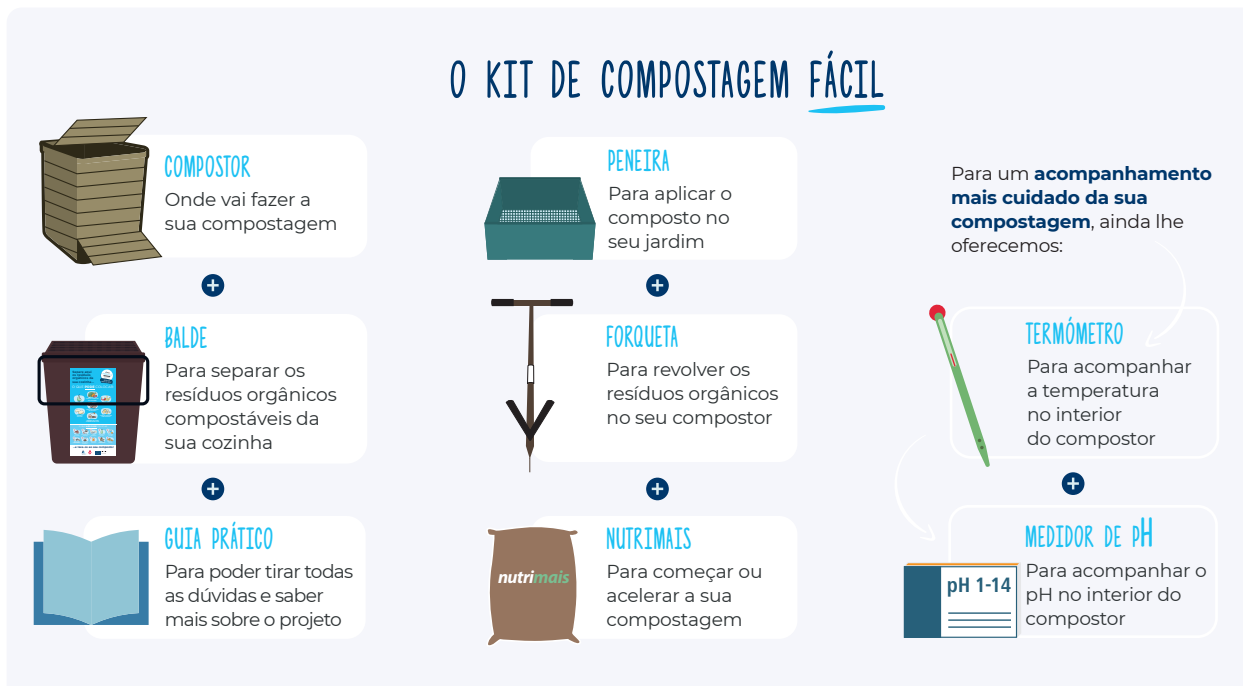 O KIT DE COMPOSTAGEM FÁCIL
COMPOSTOR
Onde vai fazer a
sua compostagem
BALDE
Para separar os
resíduos orgânicos
compostáveis da
sua cozinha
GUIA PRÁTICO
Para poder tirar todas
as dúvidas e saber
mais sobre o projeto
PENEIRA
Para aplicar o
composto no
seu jardim
FORQUETA
Para revolver os
resíduos orgânicos
no seu compostor
nutrimais
NUTRIMAIS
Para começar ou
acelerar a sua
compostagem
Para um acompanhamento
mais cuidado da sua
compostagem, ainda lhe
oferecemos:
TERMÓMETRO
Para acompanhar
a temperatura
no interior
do compostor
pH 1-14
MEDIDOR DE pH
Para acompanhar o
pH no interior do
compostor